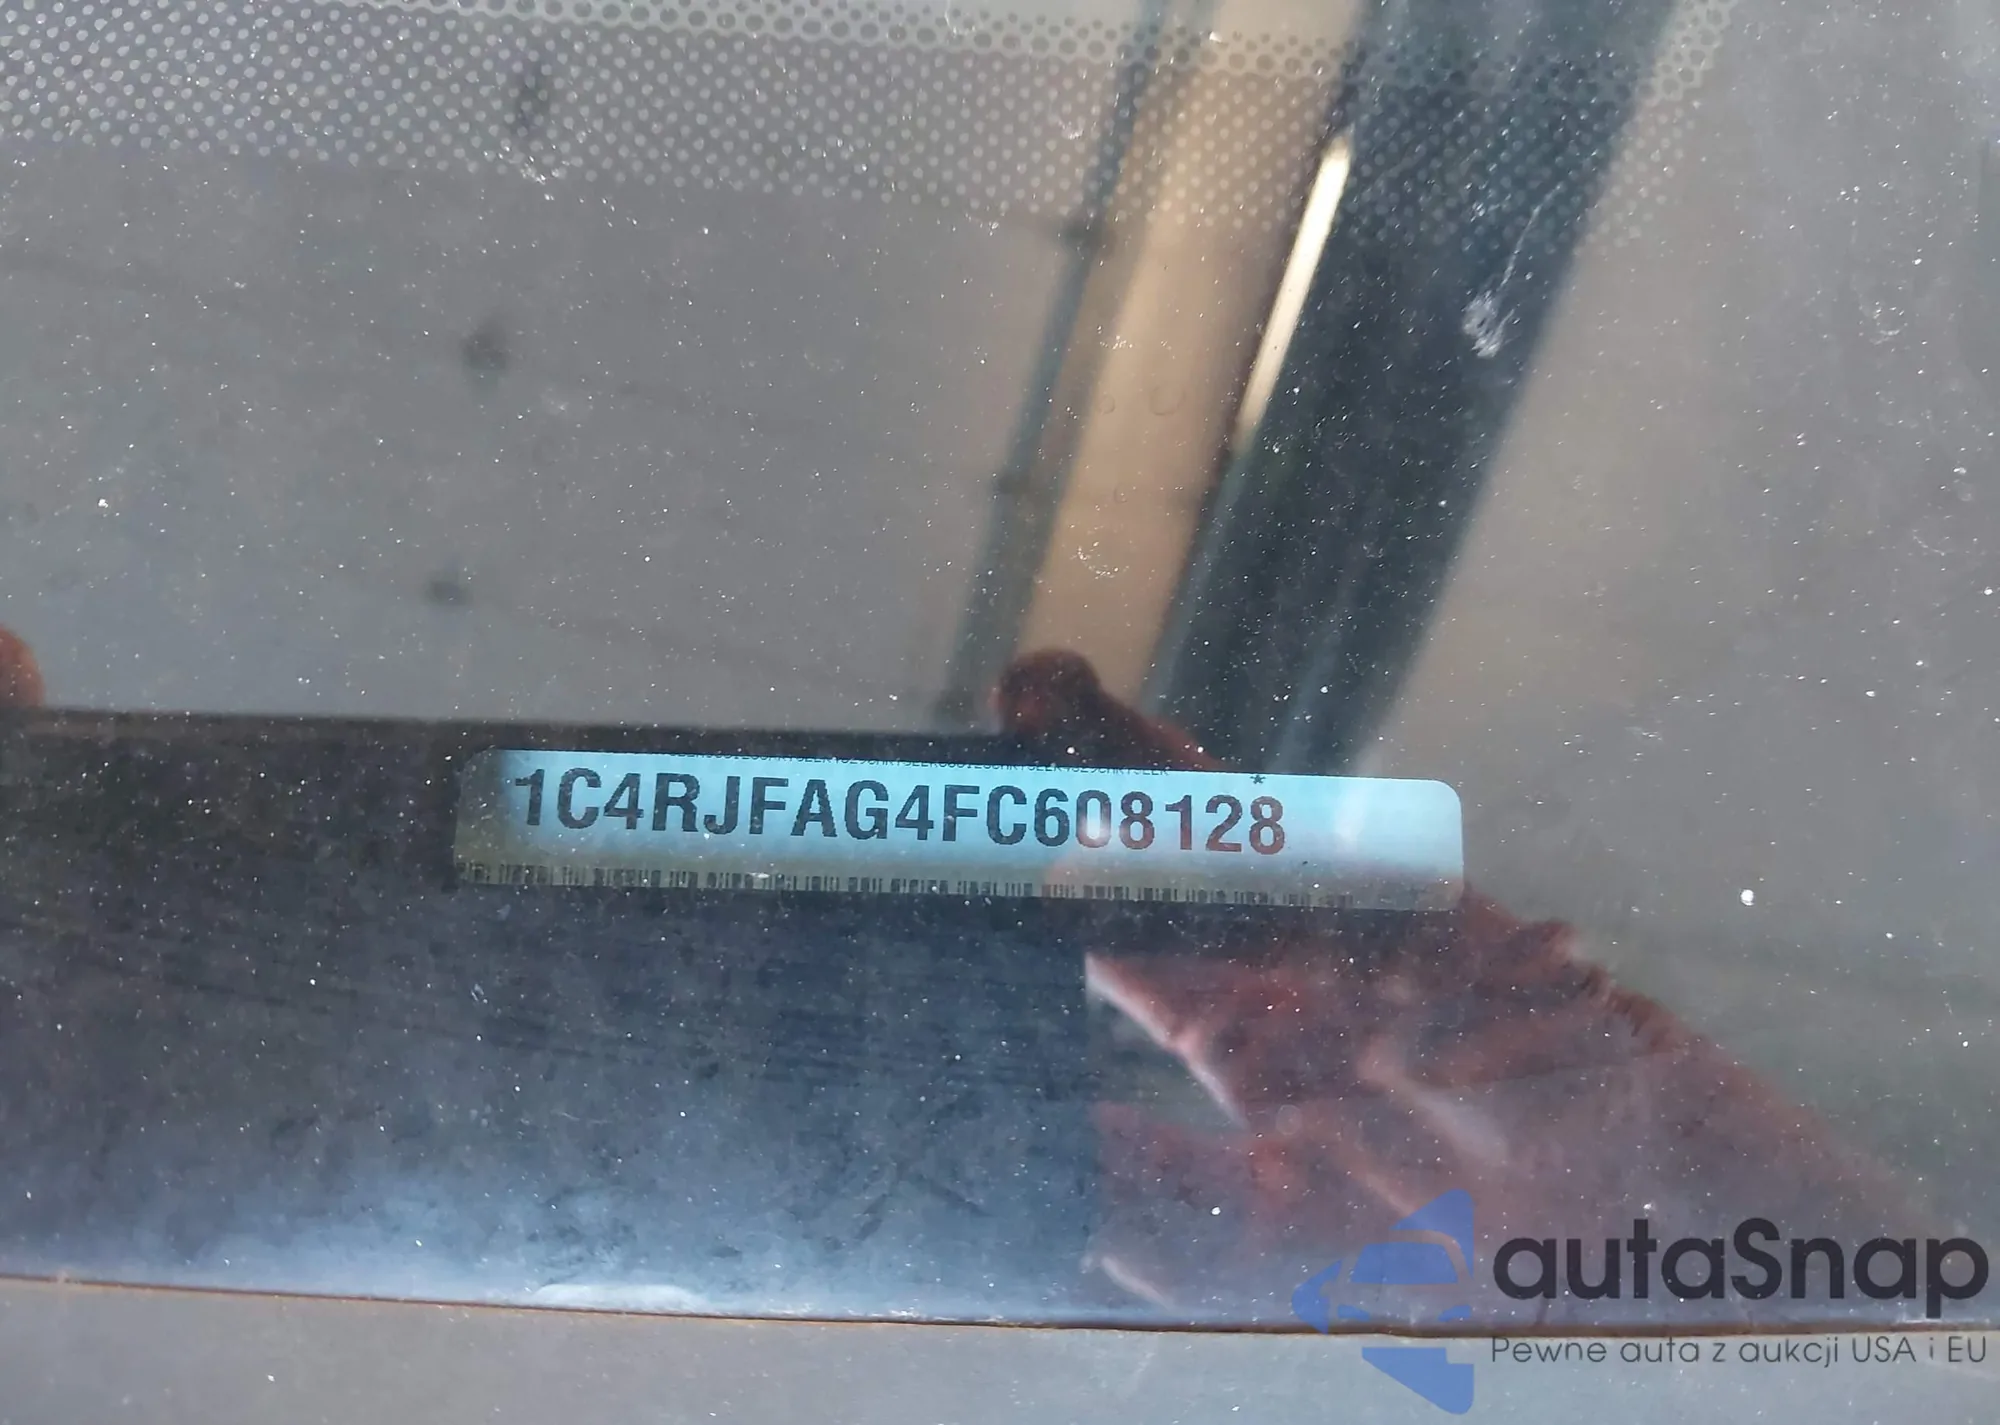 *
1C4RJFAG4FC608128
autaSnap
Pewne auta z aukcji USA i EU